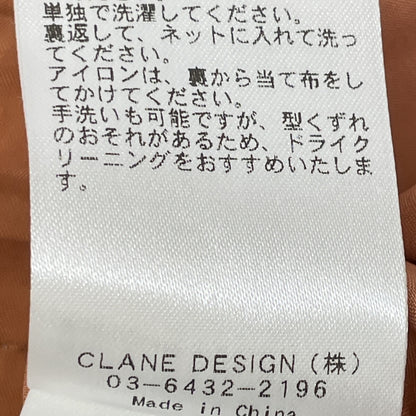 単独で洗濯してください。
裏返して、ネットに入れて洗っ
てください。
アイロンは、裏から当て布をし
てかけてください。
手洗いも可能ですが、型くずれ
のおそれがあるため、ドライク
リーニングをおすすめいたしま
す。
CLANE DESIGN (株)
03-6432-2196
Made in China